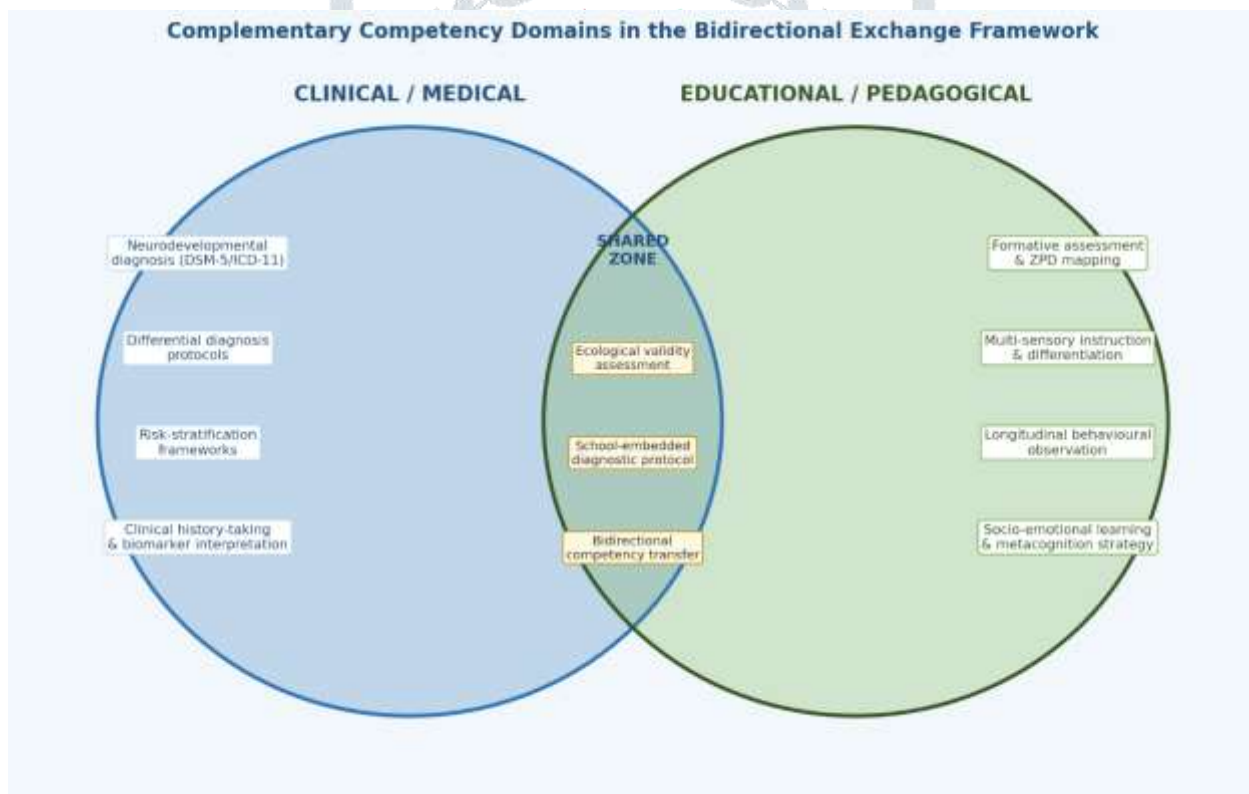 Complementary Competency Domains in the Bidirectional Exchange Framework
CLINICAL / MEDICAL
EDUCATIONAL / PEDAGOGICAL
Neurodevelopmental
diagnosis (DSM-5/ICD-11)
Differential diagnosis
protocols
Risk-stratification
frameworks
Clinical history-taking
& biomarker interpretation
SHARED
ZONE
Ecological validity
assessment
School-embedded
diagnostic protocol
Bidirectional
competency transfer
Formative assessment
& ZPD mapping
Multi-sensory instruction
& differentiation
Longitudinal behavioural
observation
Socio-emotional learning
& metacognition strategy